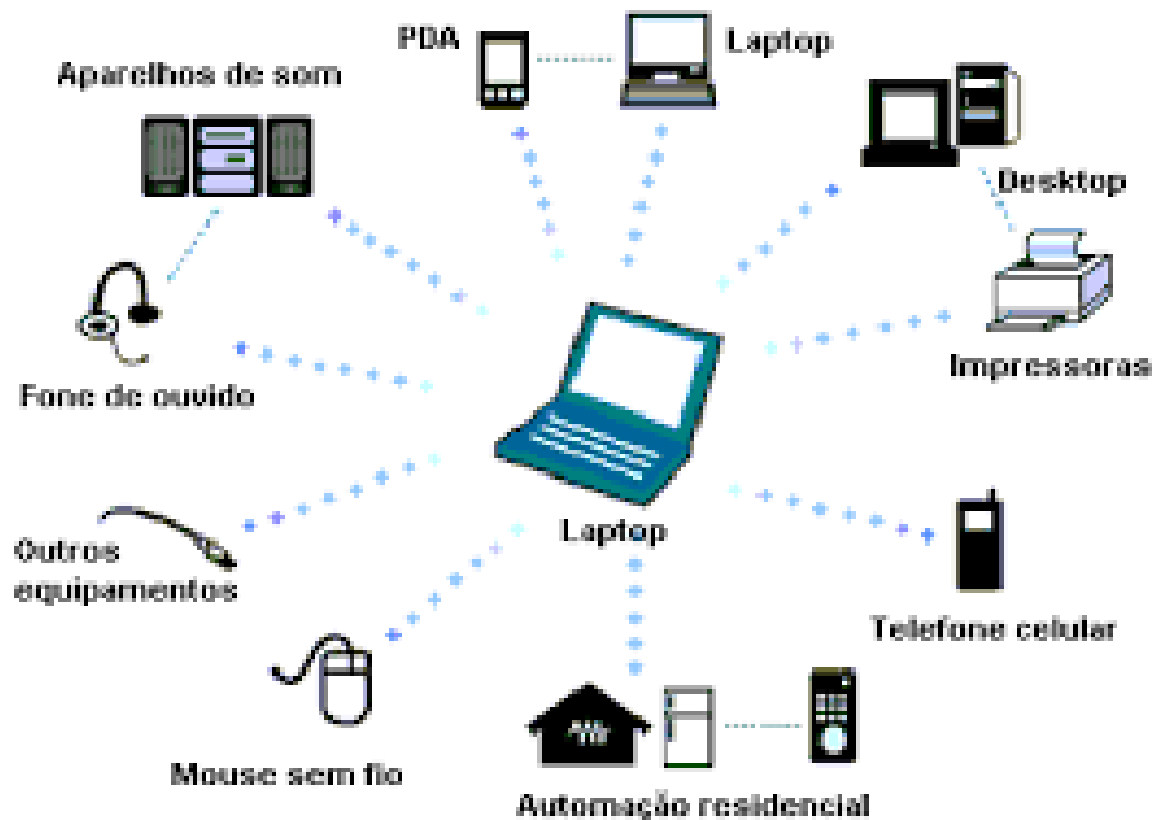 PDA
Laptop
Aparelhos de som
Desktop
Impressoras
Fone de ouvido
Laptop
Outros
equipamentos
Telefone celular
Mouse sem fio
Automação residencial